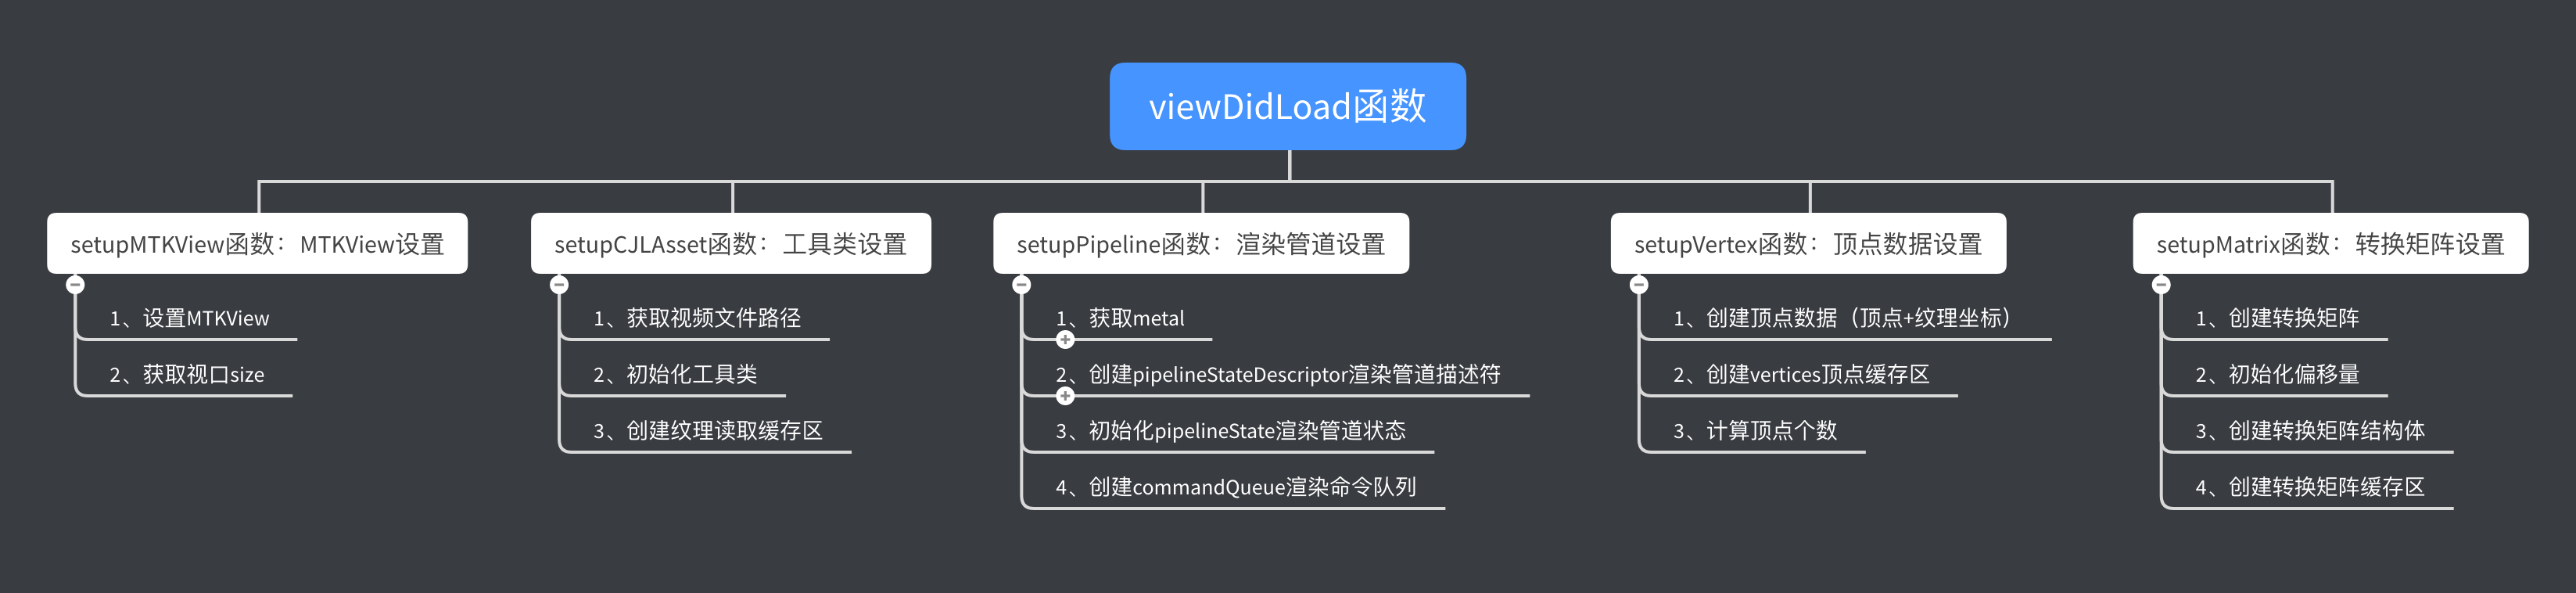 viewDidLoad函数
setupMTKView函数：MTKView设置
1、设置MTKView
2、获取视口size
setupCJLAsset函数：工具类设置
1、获取视频文件路径
2、初始化工具类
3、创建纹理读取缓存区
setupPipeline函数：渲染管道设置
1、获取metal
2、创建pipelineStateDescriptor渲染管道描述符
3、初始化pipelineState渲染管道状态
4、创建commandQueue渲染命令队列
setupVertex函数：顶点数据设置
1、创建顶点数据（顶点+纹理坐标）
2、创建vertices顶点缓存区
3、计算顶点个数
setupMatrix函数：转换矩阵设置
1、创建转换矩阵
2、初始化偏移量
3、创建转换矩阵结构体
4、创建转换矩阵缓存区